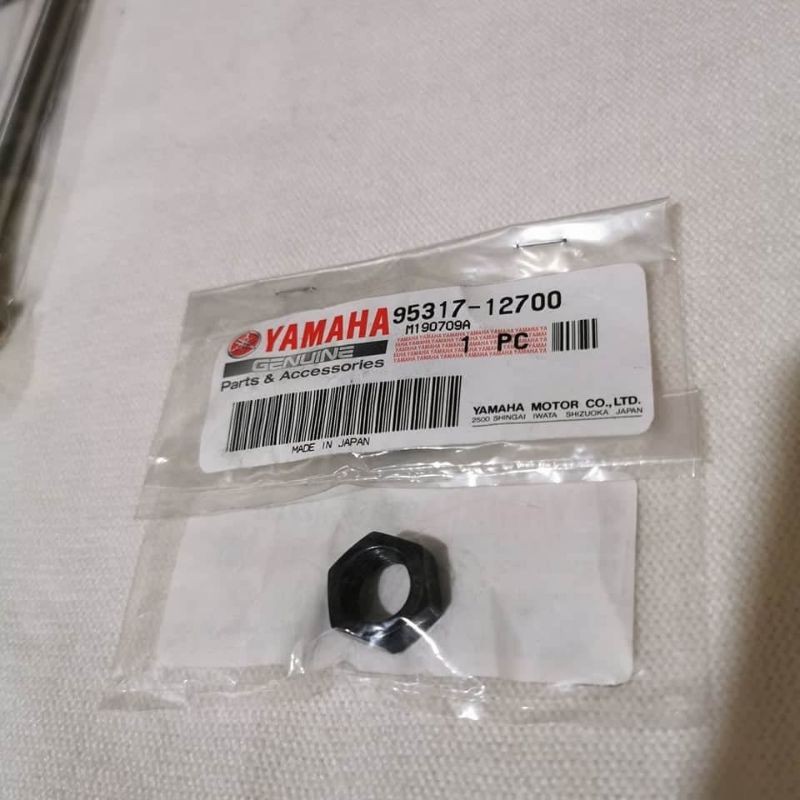 YAMAHA 95317-12700
M190709A
GENUINE 1 PC
Parts & Accessories
YAMAHA MOTOR CO.,LTD.
2500 SHINGAI IWATA SHIZUOKA JAPAN
MADE IN JAPAN